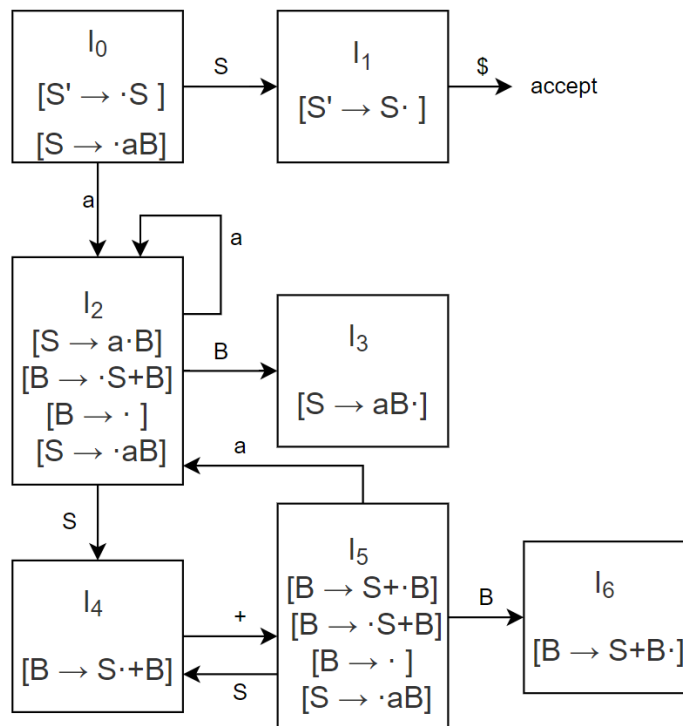 I₀
[S' → ·S ]
[S → ·aB]
S
I₁
[S' → S· ]
$
accept
a
a
I₂
[S → a·B]
[B → ·S+B]
[B → · ]
[S → ·aB]
B
I₃
[S → aB·]
a
S
I₄
[B → S·+B]
+
S
I₅
[B → S+·B]
[B → ·S+B]
[B → · ]
[S → ·aB]
B
I₆
[B → S+B·]